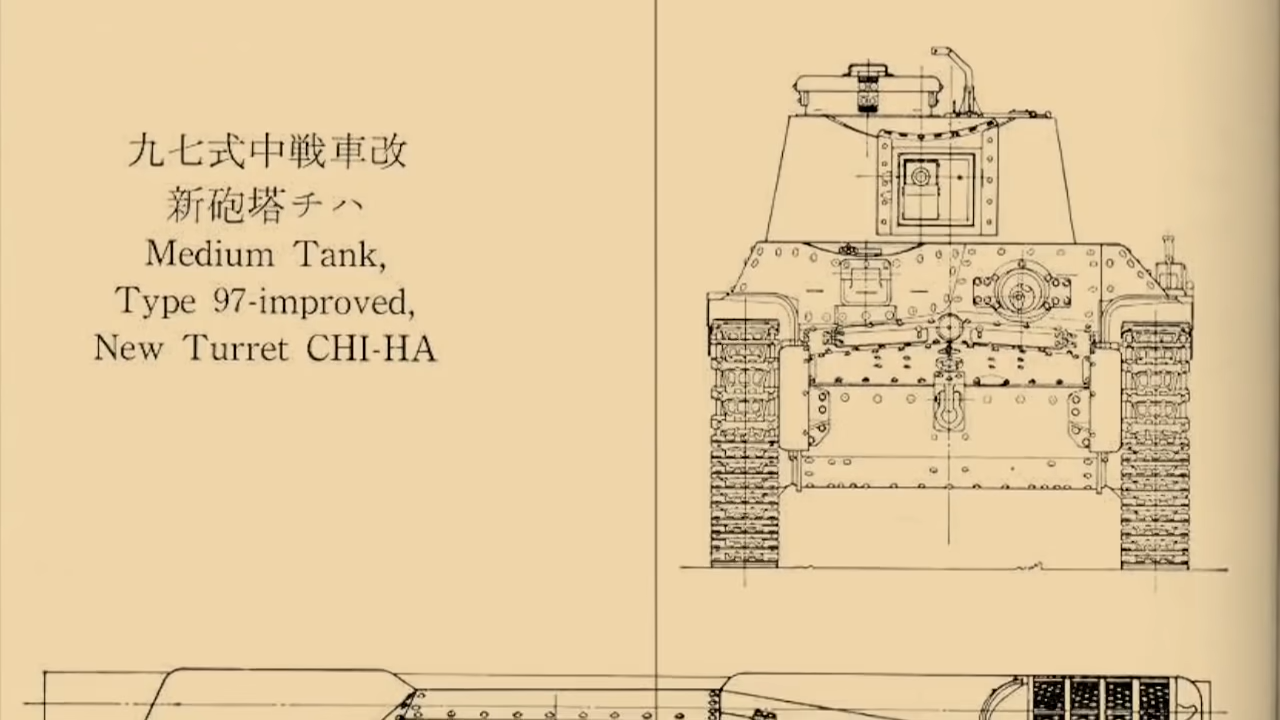 九七式中戦車改
新砲塔チハ
Medium Tank,
Type 97-improved,
New Turret CHI-HA